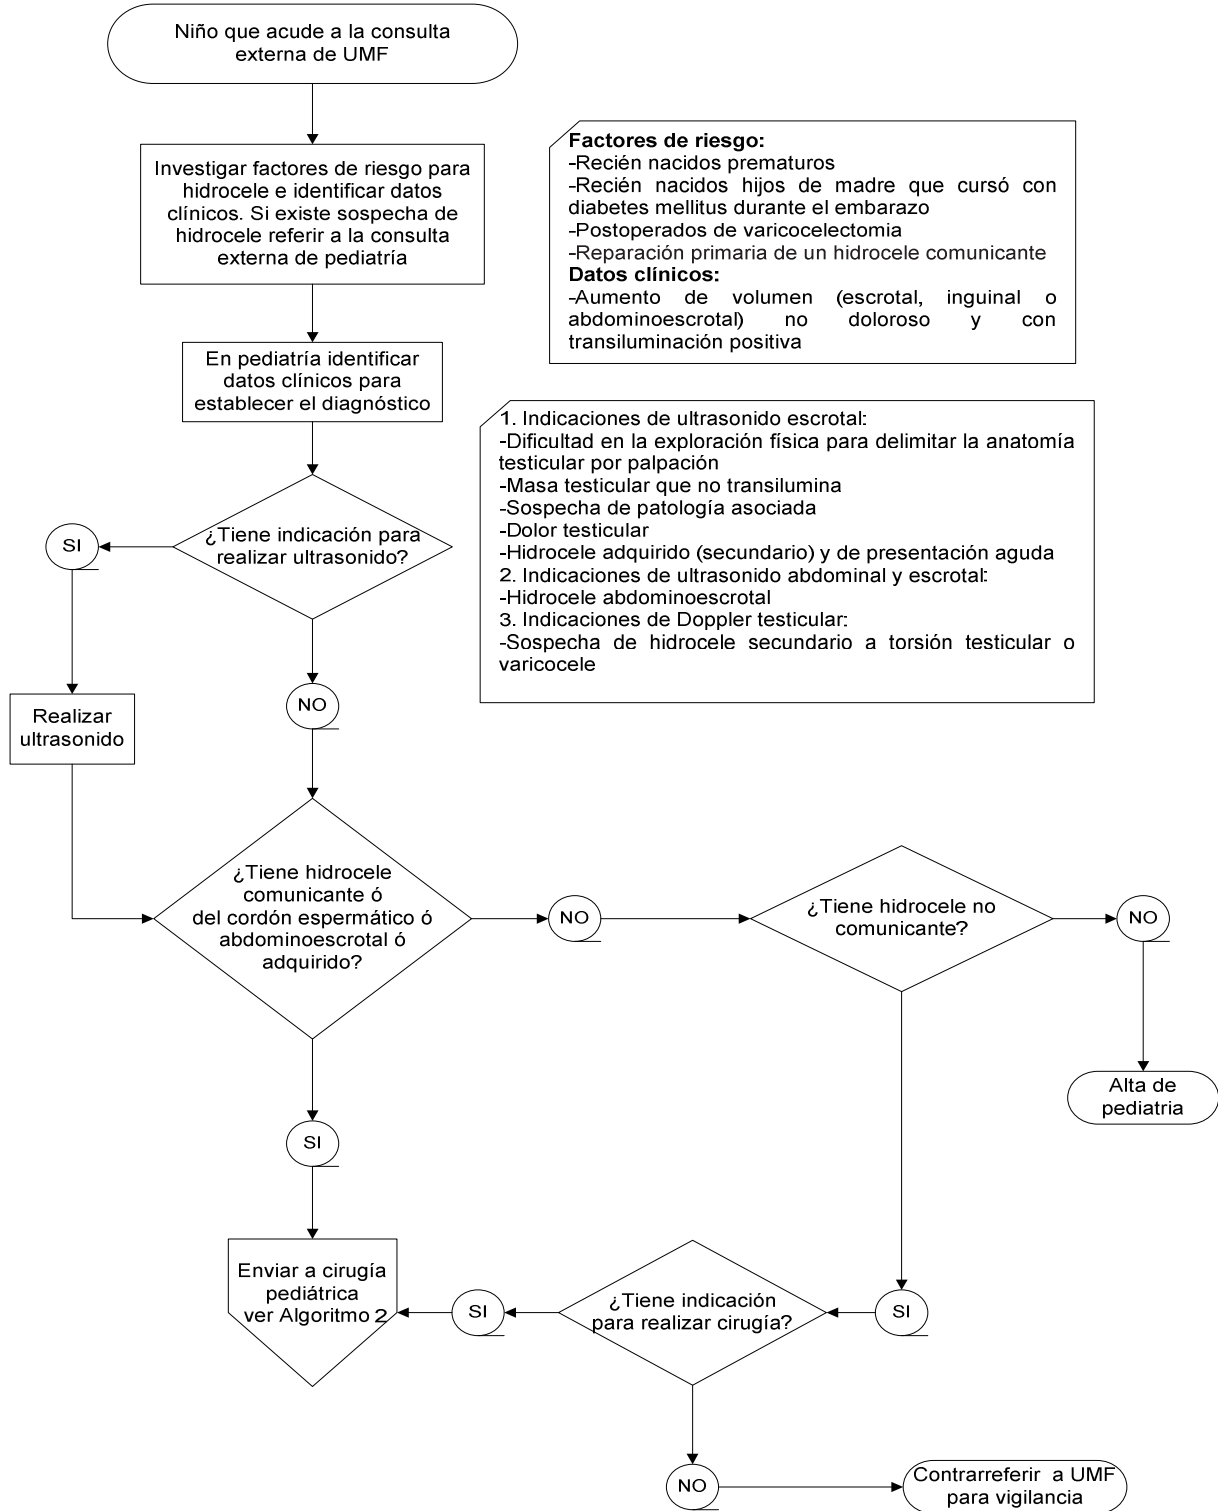 Niño que acude a la consulta
externa de UMF
Investigar factores de riesgo para
hidrocele e identificar datos
clínicos. Si existe sospecha de
hidrocele referir a la consulta
externa de pediatría
Factores de riesgo:
-Recién nacidos prematuros
-Recién nacidos hijos de madre que cursó con
diabetes mellitus durante el embarazo
-Postoperados de varicocelectomia
-Reparación primaria de un hidrocele comunicante
Datos clínicos:
-Aumento de volumen (escrotal, inguinal o
abdominoescrotal) no doloroso y con
transiluminación positiva
En pediatría identificar
datos clínicos para
establecer el diagnóstico
1. Indicaciones de ultrasonido escrotal:
-Dificultad en la exploración física para delimitar la anatomía
testicular por palpación
-Masa testicular que no transilumina
-Sospecha de patología asociada
-Dolor testicular
-Hidrocele adquirido (secundario) y de presentación aguda
2. Indicaciones de ultrasonido abdominal y escrotal:
-Hidrocele abdominoescrotal
3. Indicaciones de Doppler testicular:
-Sospecha de hidrocele secundario a torsión testicular o
varicocele
¿Tiene indicación para
realizar ultrasonido?
SI
NO
Realizar
ultrasonido
¿Tiene hidrocele
comunicante ó
del cordón espermático ó
abdominoescrotal ó
adquirido?
NO
¿Tiene hidrocele no
comunicante?
NO
Alta de
pediatria
SI
Enviar a cirugía
pediátrica
ver Algoritmo 2
SI
¿Tiene indicación
para realizar cirugía?
SI
NO
Contrarreferir a UMF
para vigilancia